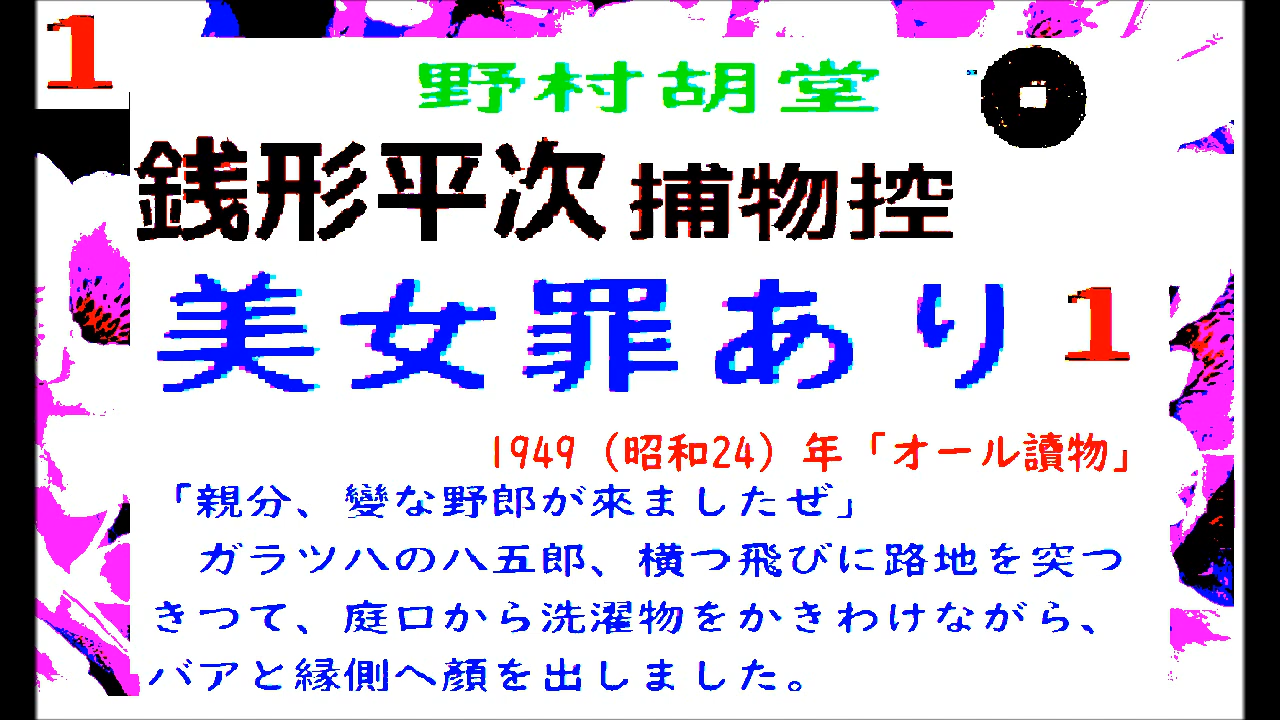 1
野村胡堂
銭形平次 捕物控
美女罪あり 1
1949（昭和24）年「オール讀物」
「親分、變な野郎が來ましたぜ」
　ガラツ八の八五郎、横つ飛びに路地を突つ
きつて、庭口から洗濯物をかきわけながら、
バアと縁側へ顔を出しました。